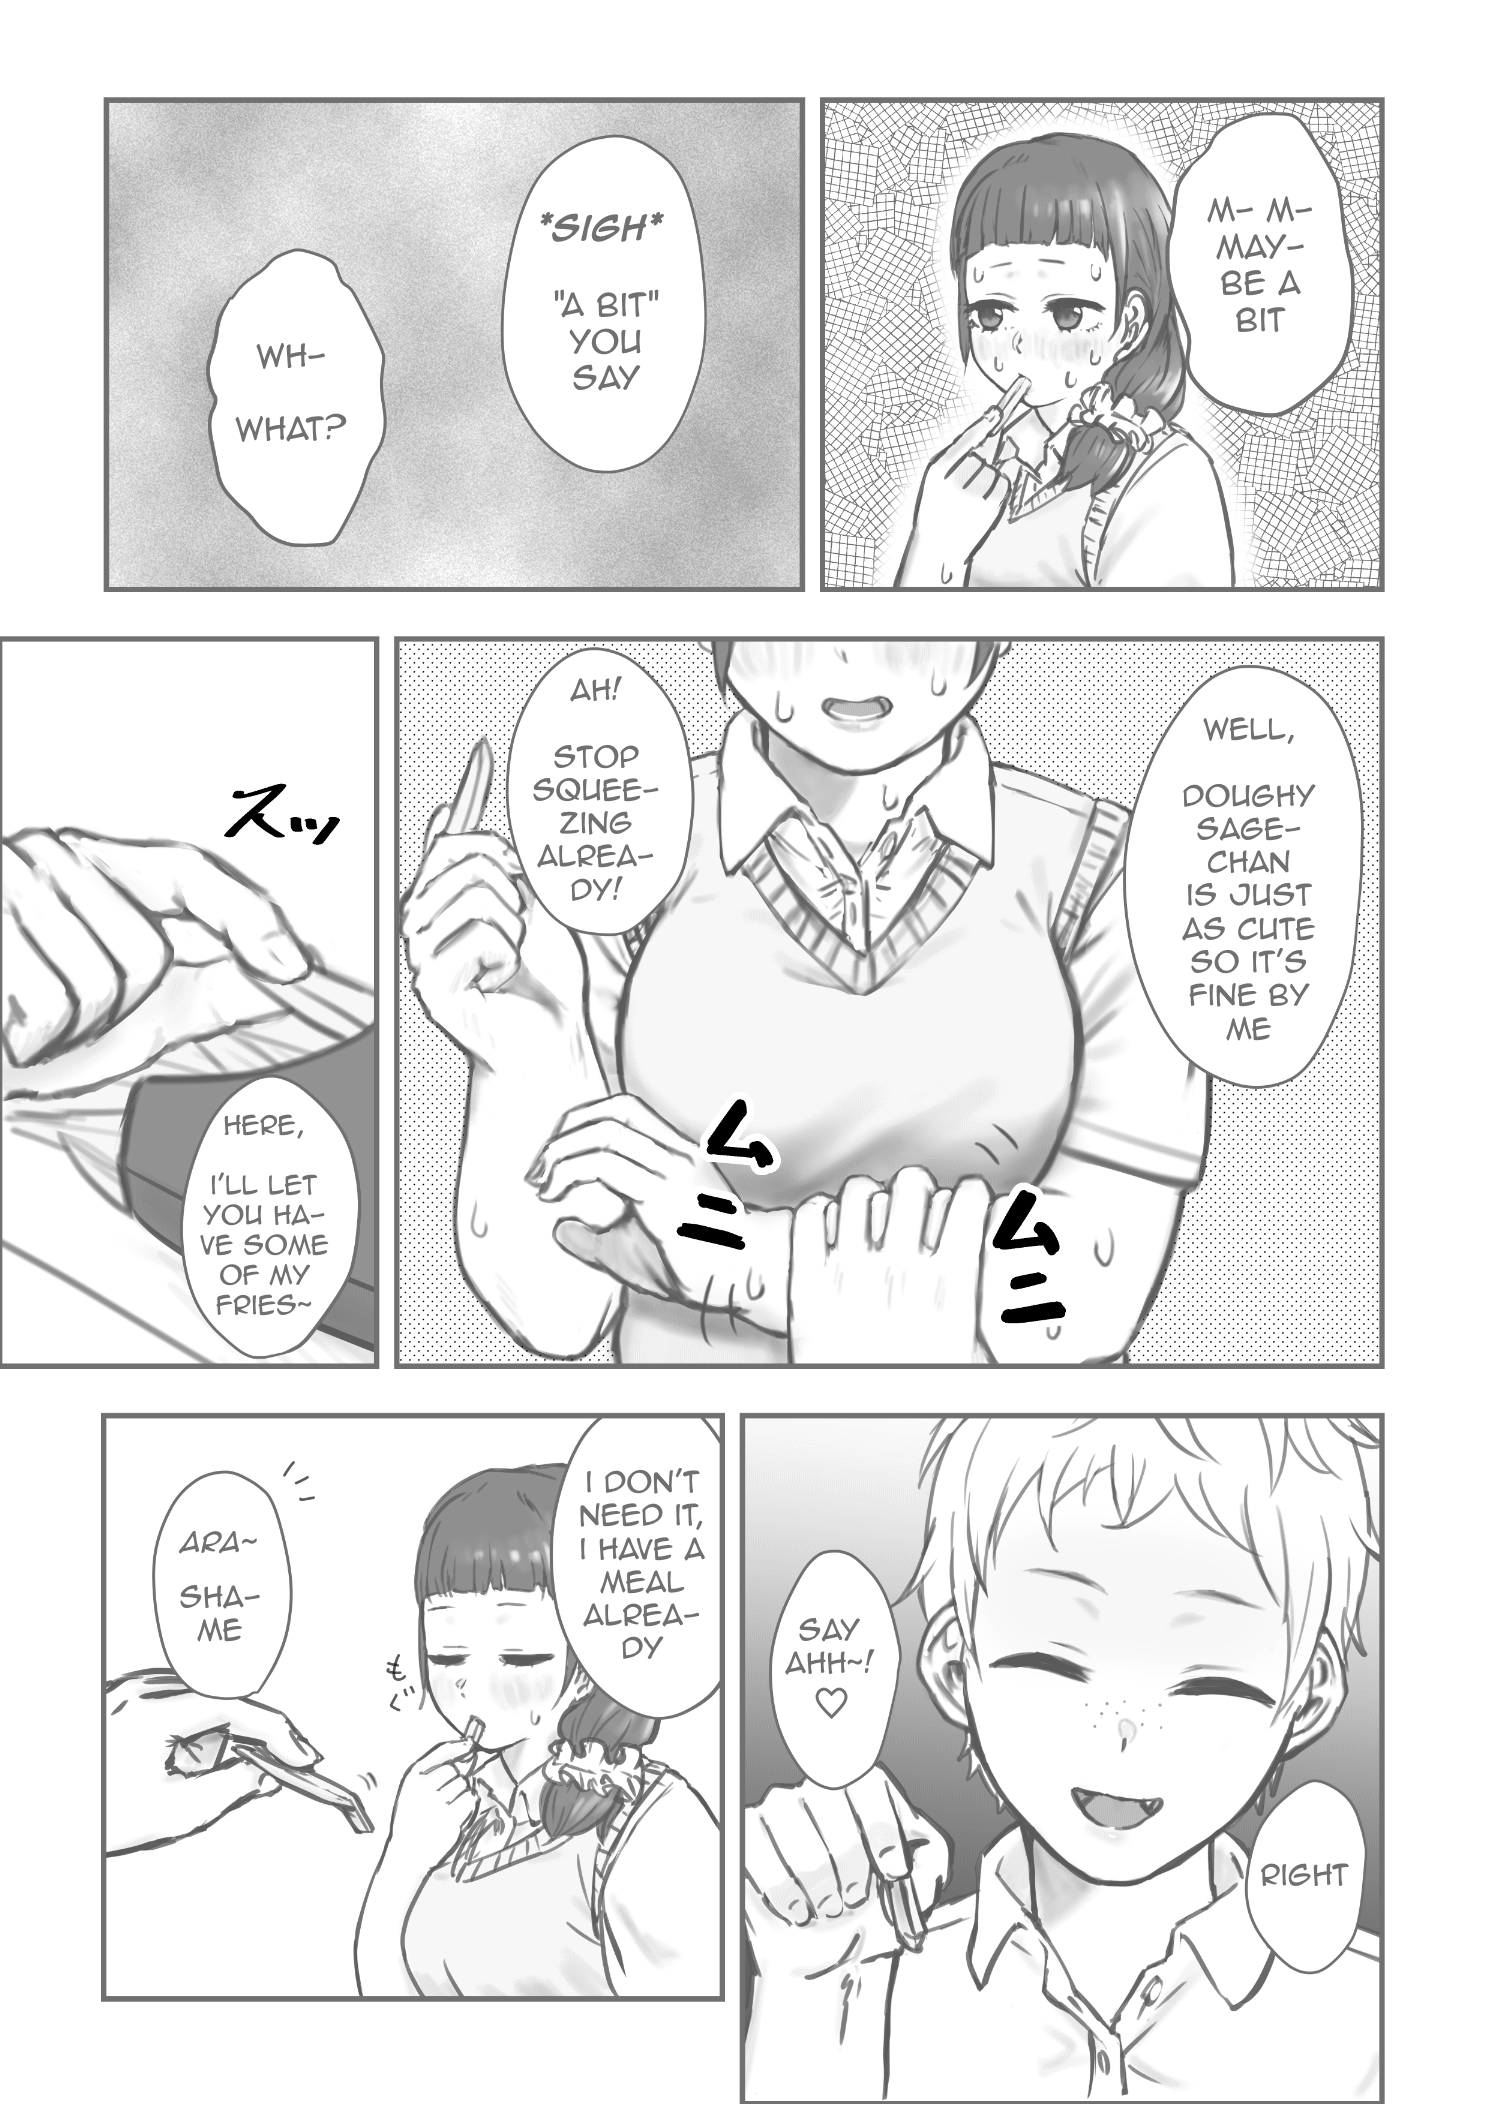 M- M-
MAY-
BE A
BIT
*SIGH*
"A BIT"
YOU
SAY
WH-
WHAT?
WELL,
DOUGHY
SAGE-
CHAN
IS JUST
AS CUTE
SO IT'S
FINE BY
ME
AH!
STOP
SQUEE-
ZING
ALREA-
DY!
ムニ
ムニ
スッ
HERE,
I'LL LET
YOU HA-
VE SOME
OF MY
FRIES~
SAY
AHH~!
♡
RIGHT
I DON'T
NEED IT,
I HAVE A
MEAL
ALREA-
DY
もぐ
ARA~
SHA-
ME